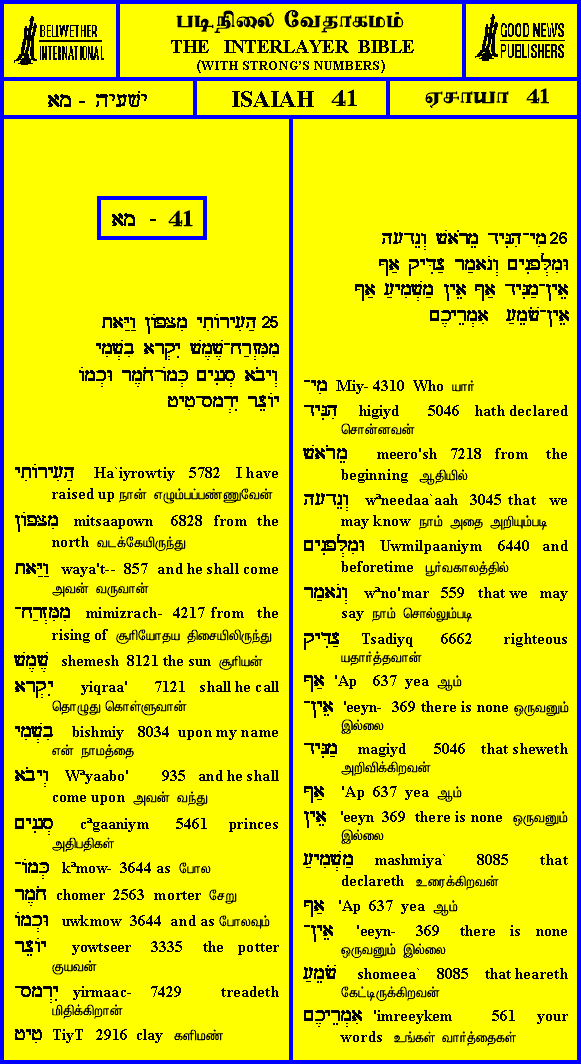 BELLWETHER
INTERNATIONAL
படிநிலை வேதாகமம்
THE INTERLAYER BIBLE
(WITH STRONG'S NUMBERS)
GOOD NEWS
PUBLISHERS
ישעיה - מא
ISAIAH 41
ஏசாயா 41
מא - 41
25 הַעִירוֹתִי מִצָּפוֹן וַיַּאת
מִמִּזְרַח־שֶׁמֶשׁ יִקְרָא בִשְׁמִי
וְיָבֹא סְגָנִים כְּמוֹ־חֹמֶר וּכְמוֹ
יוֹצֵר יִרְמָס־טִיט
הַעִירוֹתִי Ha`iyrowtiy 5782 I have
raised up நான் எழும்பப்பண்ணுவேன்
מִצָּפוֹן mitsaapown 6828 from the
north வடக்கேயிருந்து
וַיַּאת waya't-- 857 and he shall come
அவன் வருவான்
מִמִּזְרַח־ mimizrach- 4217 from the
rising of சூரியோதய திசையிலிருந்து
שֶׁמֶשׁ shemesh 8121 the sun சூரியன்
יִקְרָא yiqraa' 7121 shall he call
தொழுது கொள்ளுவான்
בִשְׁמִי bishmiy 8034 upon my name
என் நாமத்தை
וְיָבֹא Wªyaabo' 935 and he shall
come upon அவன் வந்து
סְגָנִים cªgaaniym 5461 princes
அதிபதிகள்
כְּמוֹ־ kªmow- 3644 as போல
חֹמֶר chomer 2563 morter சேறு
וּכְמוֹ uwkmow 3644 and as போலவும்
יוֹצֵר yowtseer 3335 the potter
குயவன்
יִרְמָס־ yirmaac- 7429 treadeth
மிதிக்கிறான்
טִיט TiyT 2916 clay களிமண்
26 מִי־הִגִּיד מֵרֹאשׁ וְנֵדָעָה
וּמִלְּפָנִים וְנֹאמַר צַדִּיק אַף
אֵין־מַגִּיד אַף אֵין מַשְׁמִיעַ אַף
אֵין־שֹׁמֵעַ אִמְרֵיכֶם
מִי־ Miy- 4310 Who யார்
הִגִּיד higiyd 5046 hath declared
சொன்னவன்
מֵרֹאשׁ meero'sh 7218 from the
beginning ஆதியில்
וְנֵדָעָה wªneedaa`aah 3045 that we
may know நாம் அதை அறியும்படி
וּמִלְּפָנִים Uwmilpaaniym 6440 and
beforetime பூர்வகாலத்தில்
וְנֹאמַר wªno'mar 559 that we may
say நாம் சொல்லும்படி
צַדִּיק Tsadiyq 6662 righteous
யதார்த்தவான்
אַף 'Ap 637 yea ஆம்
אֵין־ 'eeyn- 369 there is none ஒருவனும்
இல்லை
מַגִּיד magiyd 5046 that sheweth
அறிவிக்கிறவன்
אַף 'Ap 637 yea ஆம்
אֵין 'eeyn 369 there is none ஒருவனும்
இல்லை
מַשְׁמִיעַ mashmiya` 8085 that
declareth உரைக்கிறவன்
אַף 'Ap 637 yea ஆம்
אֵין־ 'eeyn- 369 there is none
ஒருவனும் இல்லை
שֹׁמֵעַ shomeea` 8085 that heareth
கேட்டிருக்கிறவன்
אִמְרֵיכֶם 'imreeykem 561 your
words உங்கள் வார்த்தைகள்